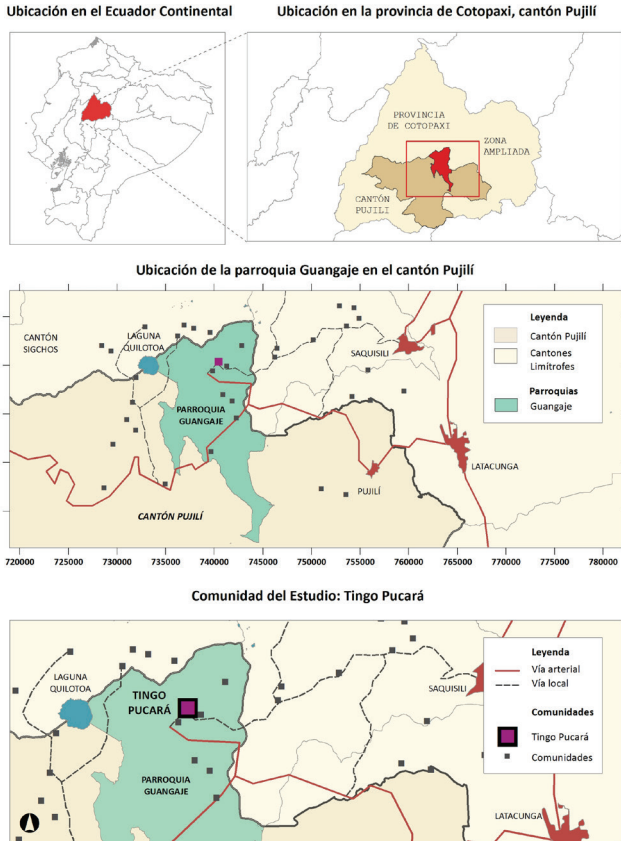 Ubicación en el Ecuador Continental
Ubicación en la provincia de Cotopaxi, cantón Pujilí
PROVINCIA
DE COTOPAXI
ZONA
AMPLIADA
CANTÓN
PUJILI
Ubicación de la parroquia Guangaje en el cantón Pujilí
CANTÓN
SIGCHOS
LAGUNA
QUILOTOA
SAQUISILI
PARROQUIA
GUANGAJE
LATACUNGA
PUJILÍ
CANTÓN PUJILÍ
Leyenda
Cantón Pujilí
Cantones
Limítrofes
Parroquias
Guangaje
720000 725000 730000 735000 740000 745000 750000 755000 760000 765000 770000 775000 780000
Comunidad del Estudio: Tingo Pucará
LAGUNA
QUILOTOA
TINGO
PUCARÁ
SAQUISILI
PARROQUIA
GUANGAJE
LATACUNGA
Leyenda
Vía arterial
Vía local
Comunidades
Tingo Pucará
Comunidades